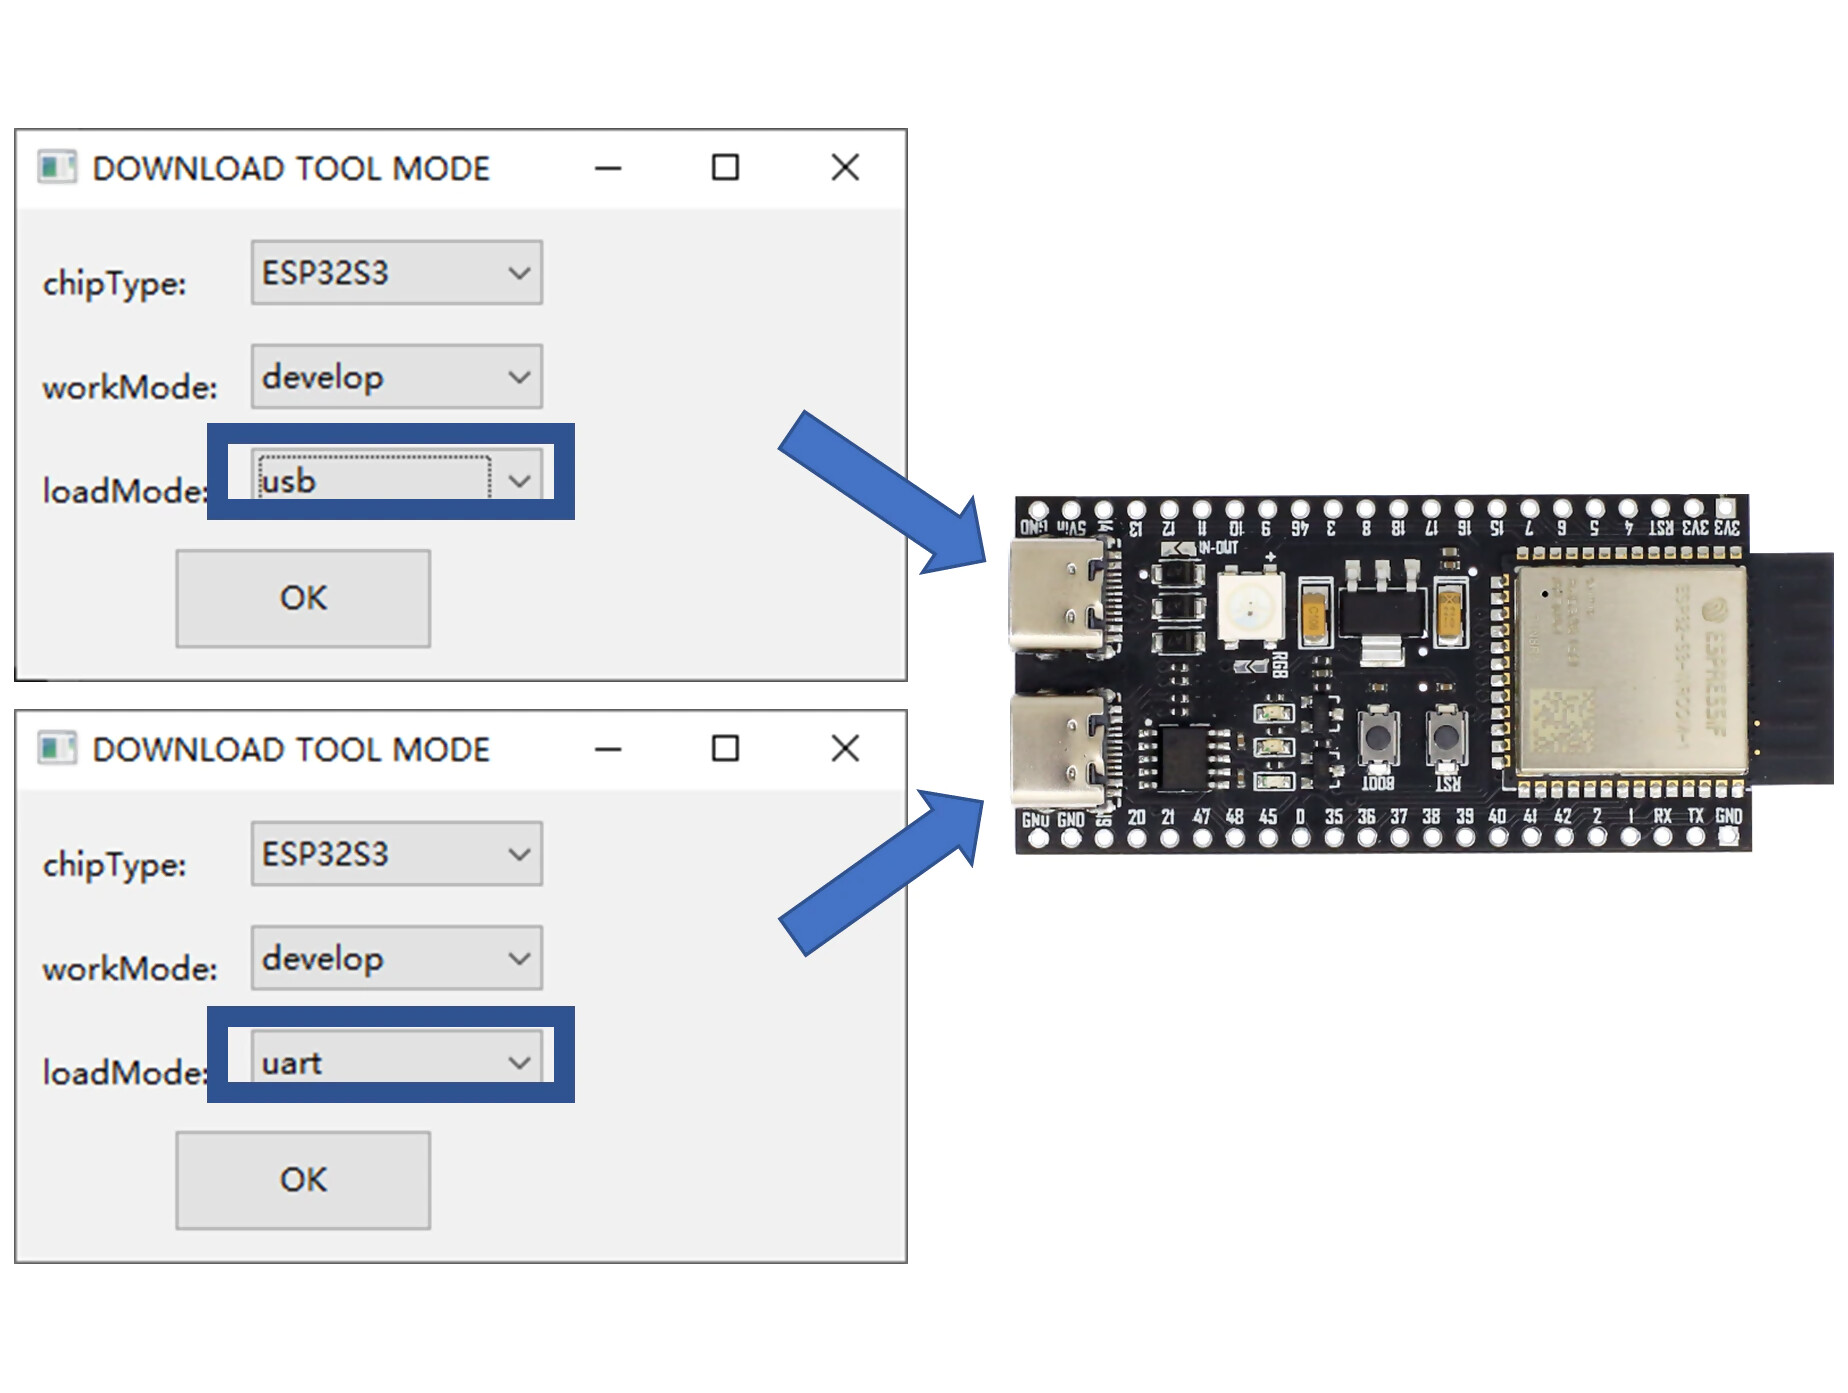 DOWNLOAD TOOL MODE
chipType: ESP32S3
workMode: develop
loadMode: usb
OK
DOWNLOAD TOOL MODE
chipType: ESP32S3
workMode: develop
loadMode: uart
OK
GND 5Vin 14 13 12 11 10 9 46 3 8 18 17 16 15 7 6 5 4 RST 3V3 3V3
IN-OUT
+
RGB
BOOT RST
ESPRESSIF
GND GND 19 20 21 47 48 45 0 35 36 37 38 39 40 41 42 2 1 RX TX GND